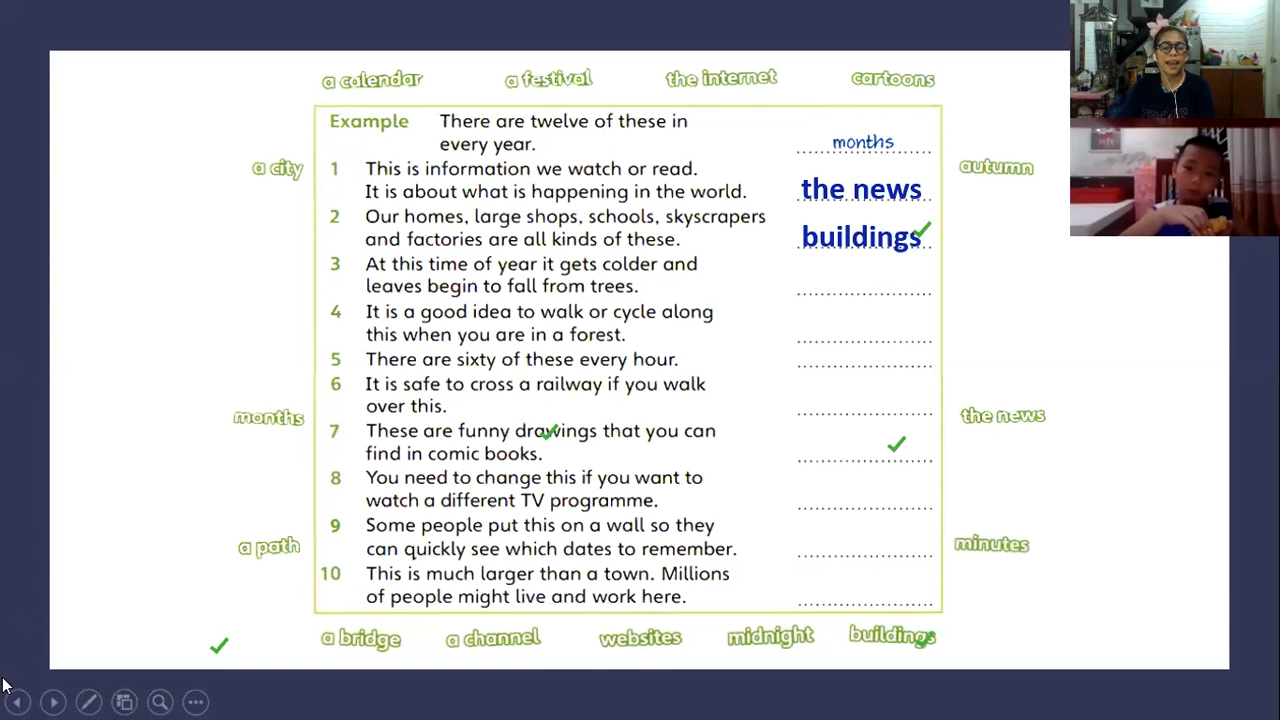 a calendar a festival the internet cartoons
Example There are twelve of these in
every year. months
a city
1 This is information we watch or read.
It is about what is happening in the world. the news
autumn
2 Our homes, large shops, schools, skyscrapers
and factories are all kinds of these. buildings
3 At this time of year it gets colder and
leaves begin to fall from trees.
4 It is a good idea to walk or cycle along
this when you are in a forest.
5 There are sixty of these every hour.
6 It is safe to cross a railway if you walk
over this.
months
the news
7 These are funny drawings that you can
find in comic books.
8 You need to change this if you want to
watch a different TV programme.
9 Some people put this on a wall so they
can quickly see which dates to remember.
a path
minutes
10 This is much larger than a town. Millions
of people might live and work here.
a bridge a channel websites midnight buildings